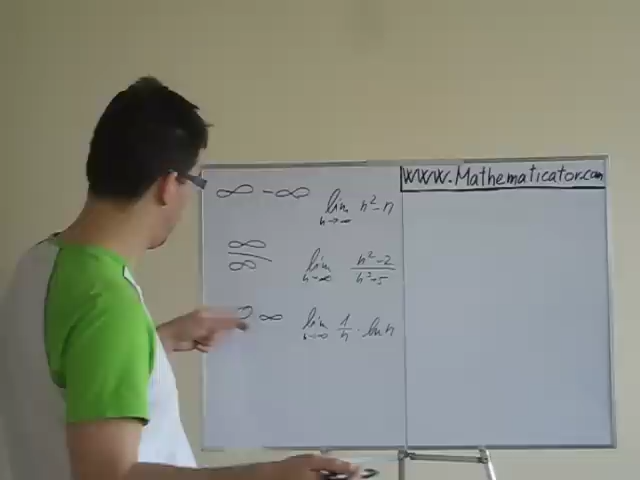 www.Mathematicator.com
∞ - ∞ lim n→∞ n²-n
∞/∞ lim n→∞ n²-2/n³-5
0·∞ lim n→∞ 1/n · ln n